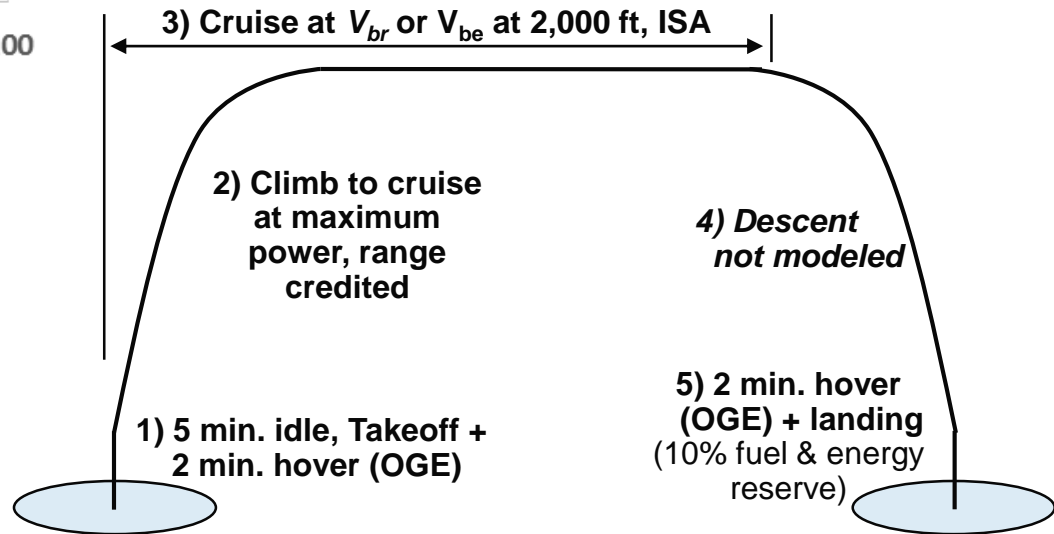 3) Cruise at Vbr or Vbe at 2,000 ft, ISA
00
2) Climb to cruise
at maximum
power, range
credited
4) Descent
not modeled
1) 5 min. idle, Takeoff +
2 min. hover (OGE)
5) 2 min. hover
(OGE) + landing
(10% fuel & energy
reserve)